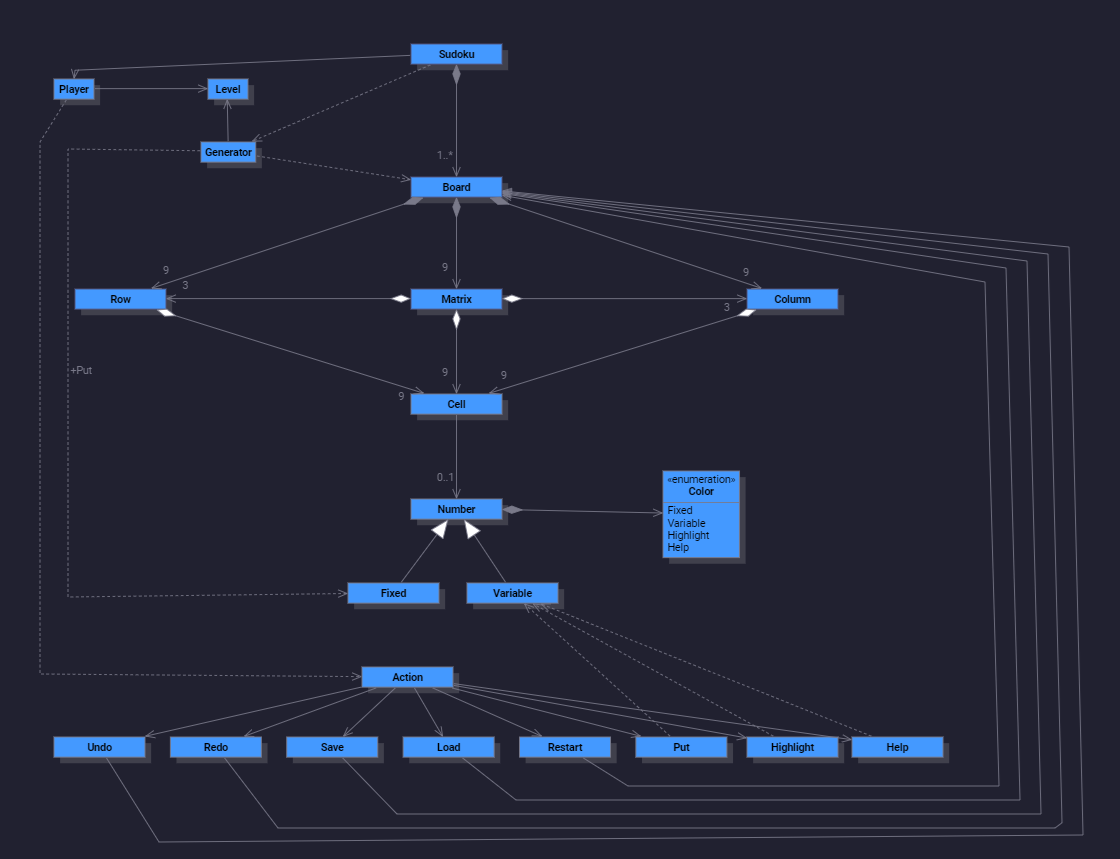 Sudoku
Player
Level
Generator
1..*
Board
9
9
9
3
Row
Matrix
Column
3
+Put
9
9
9
Cell
0..1
Number
«enumeration»
Color
Fixed
Variable
Highlight
Help
Fixed
Variable
Action
Undo
Redo
Save
Load
Restart
Put
Highlight
Help